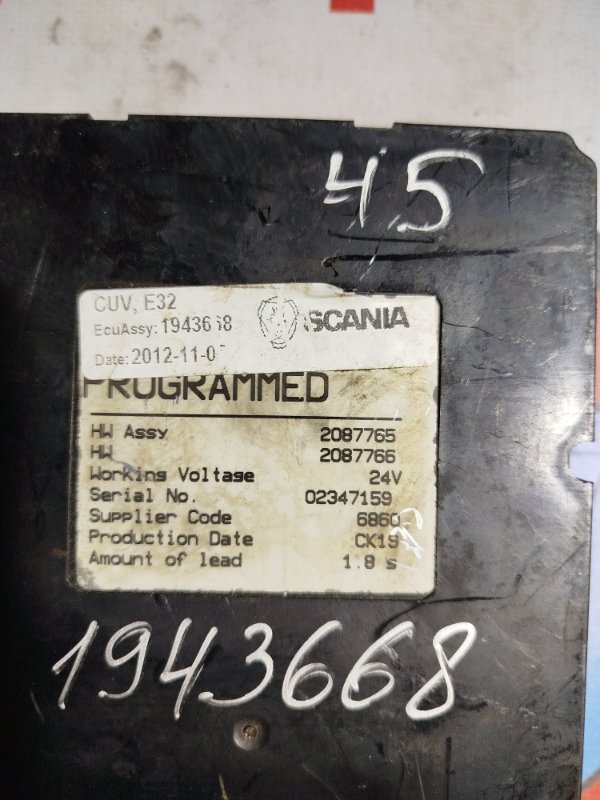 45
CUV, E32
SCANIA
EcuAssy: 1943668
Date: 2012-11-0
PROGRAMMED
HW Assy 2087765
HW 2087766
Working Voltage 24V
Serial No. 02347159
Supplier Code 6860
Production Date CK19
Amount of lead 1.8 s
1943668